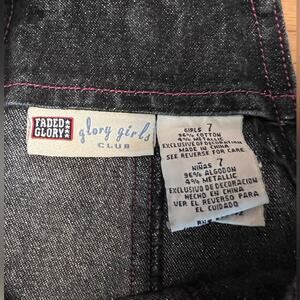 FADED
GLORY
glory girls
CLUB
GIRLS 7
96% COTTON
4% METALLIC
EXCLUSIVE OF DECORATION
MADE IN CHINA
SEE REVERSE FOR CARE
NIÑAS 7
96% ALGODON
4% METALLIC
EXCLUSIVO DE DECORACION
HECHO EN CHINA
VER EL REVERSO PARA
EL CUIDADO